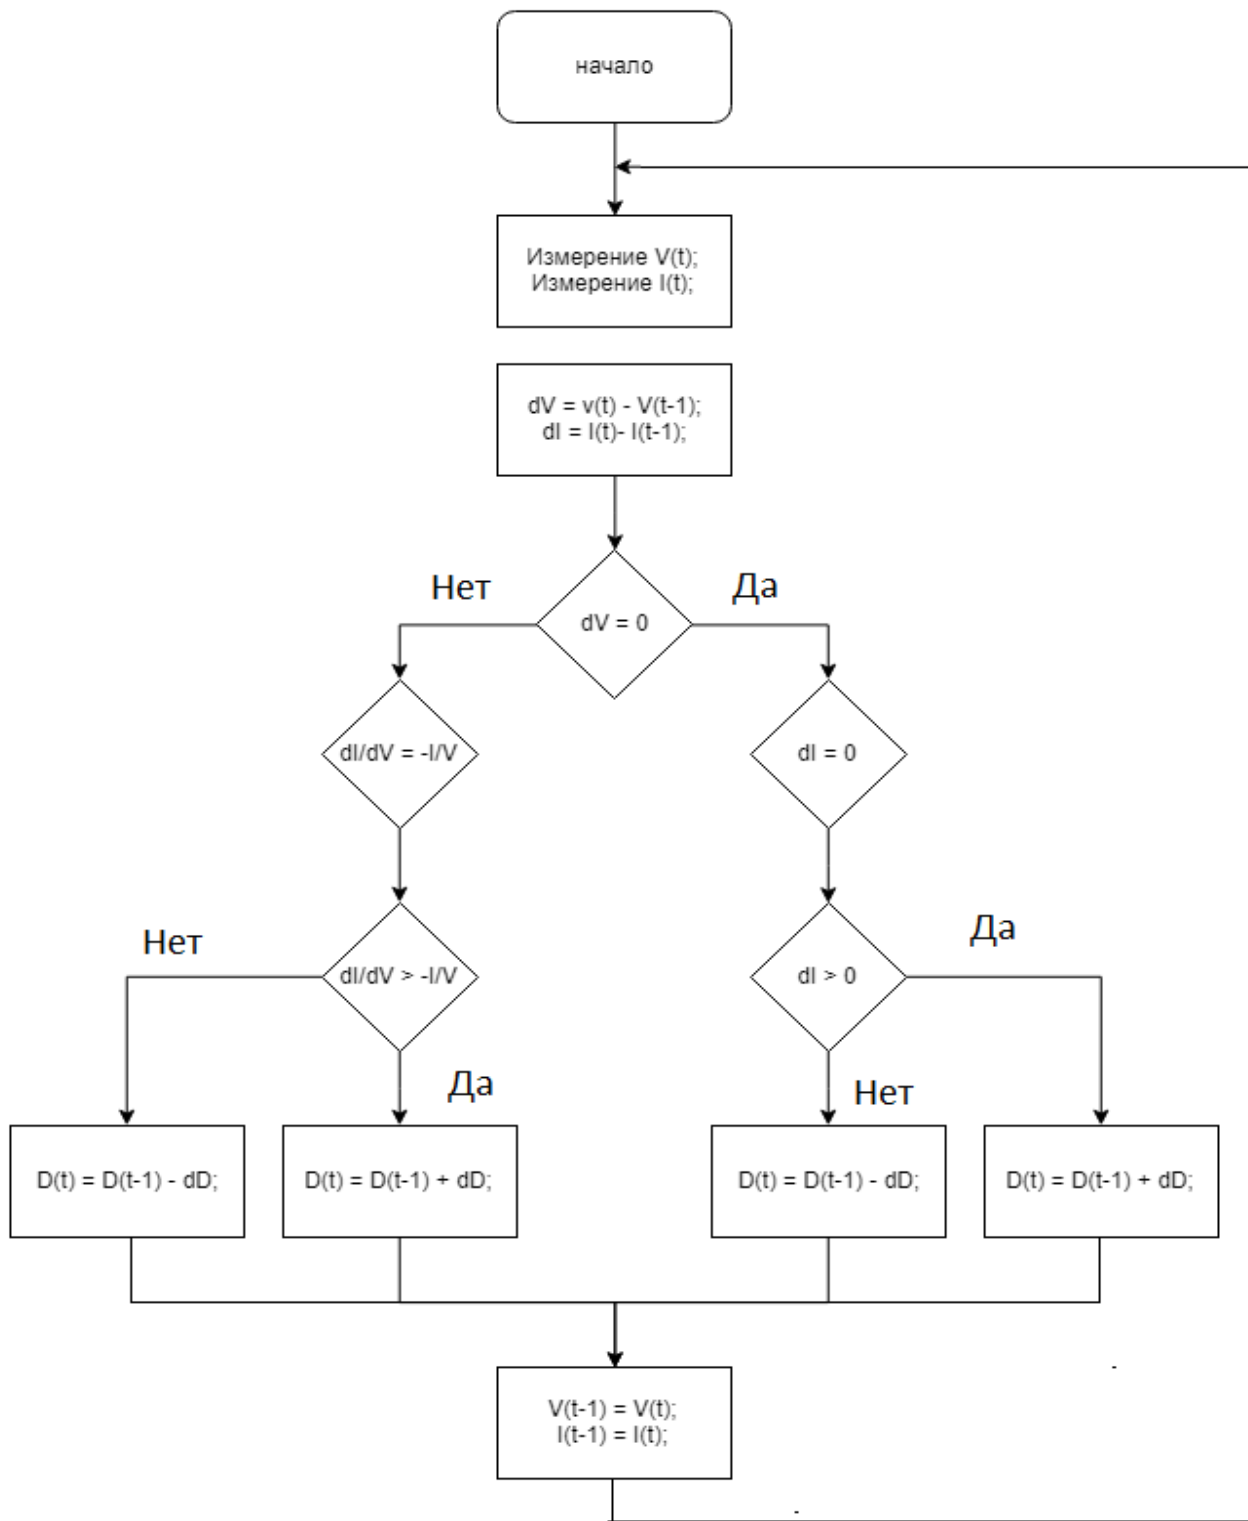 начало
Измерение V(t);
Измерение I(t);
dV = v(t) - V(t-1);
dI = I(t)- I(t-1);
Нет
Да
dV = 0
dI/dV = -I/V
dI = 0
Нет
Да
dI/dV > -I/V
dI > 0
Да
Нет
D(t) = D(t-1) - dD;
D(t) = D(t-1) + dD;
D(t) = D(t-1) - dD;
D(t) = D(t-1) + dD;
V(t-1) = V(t);
I(t-1) = I(t);